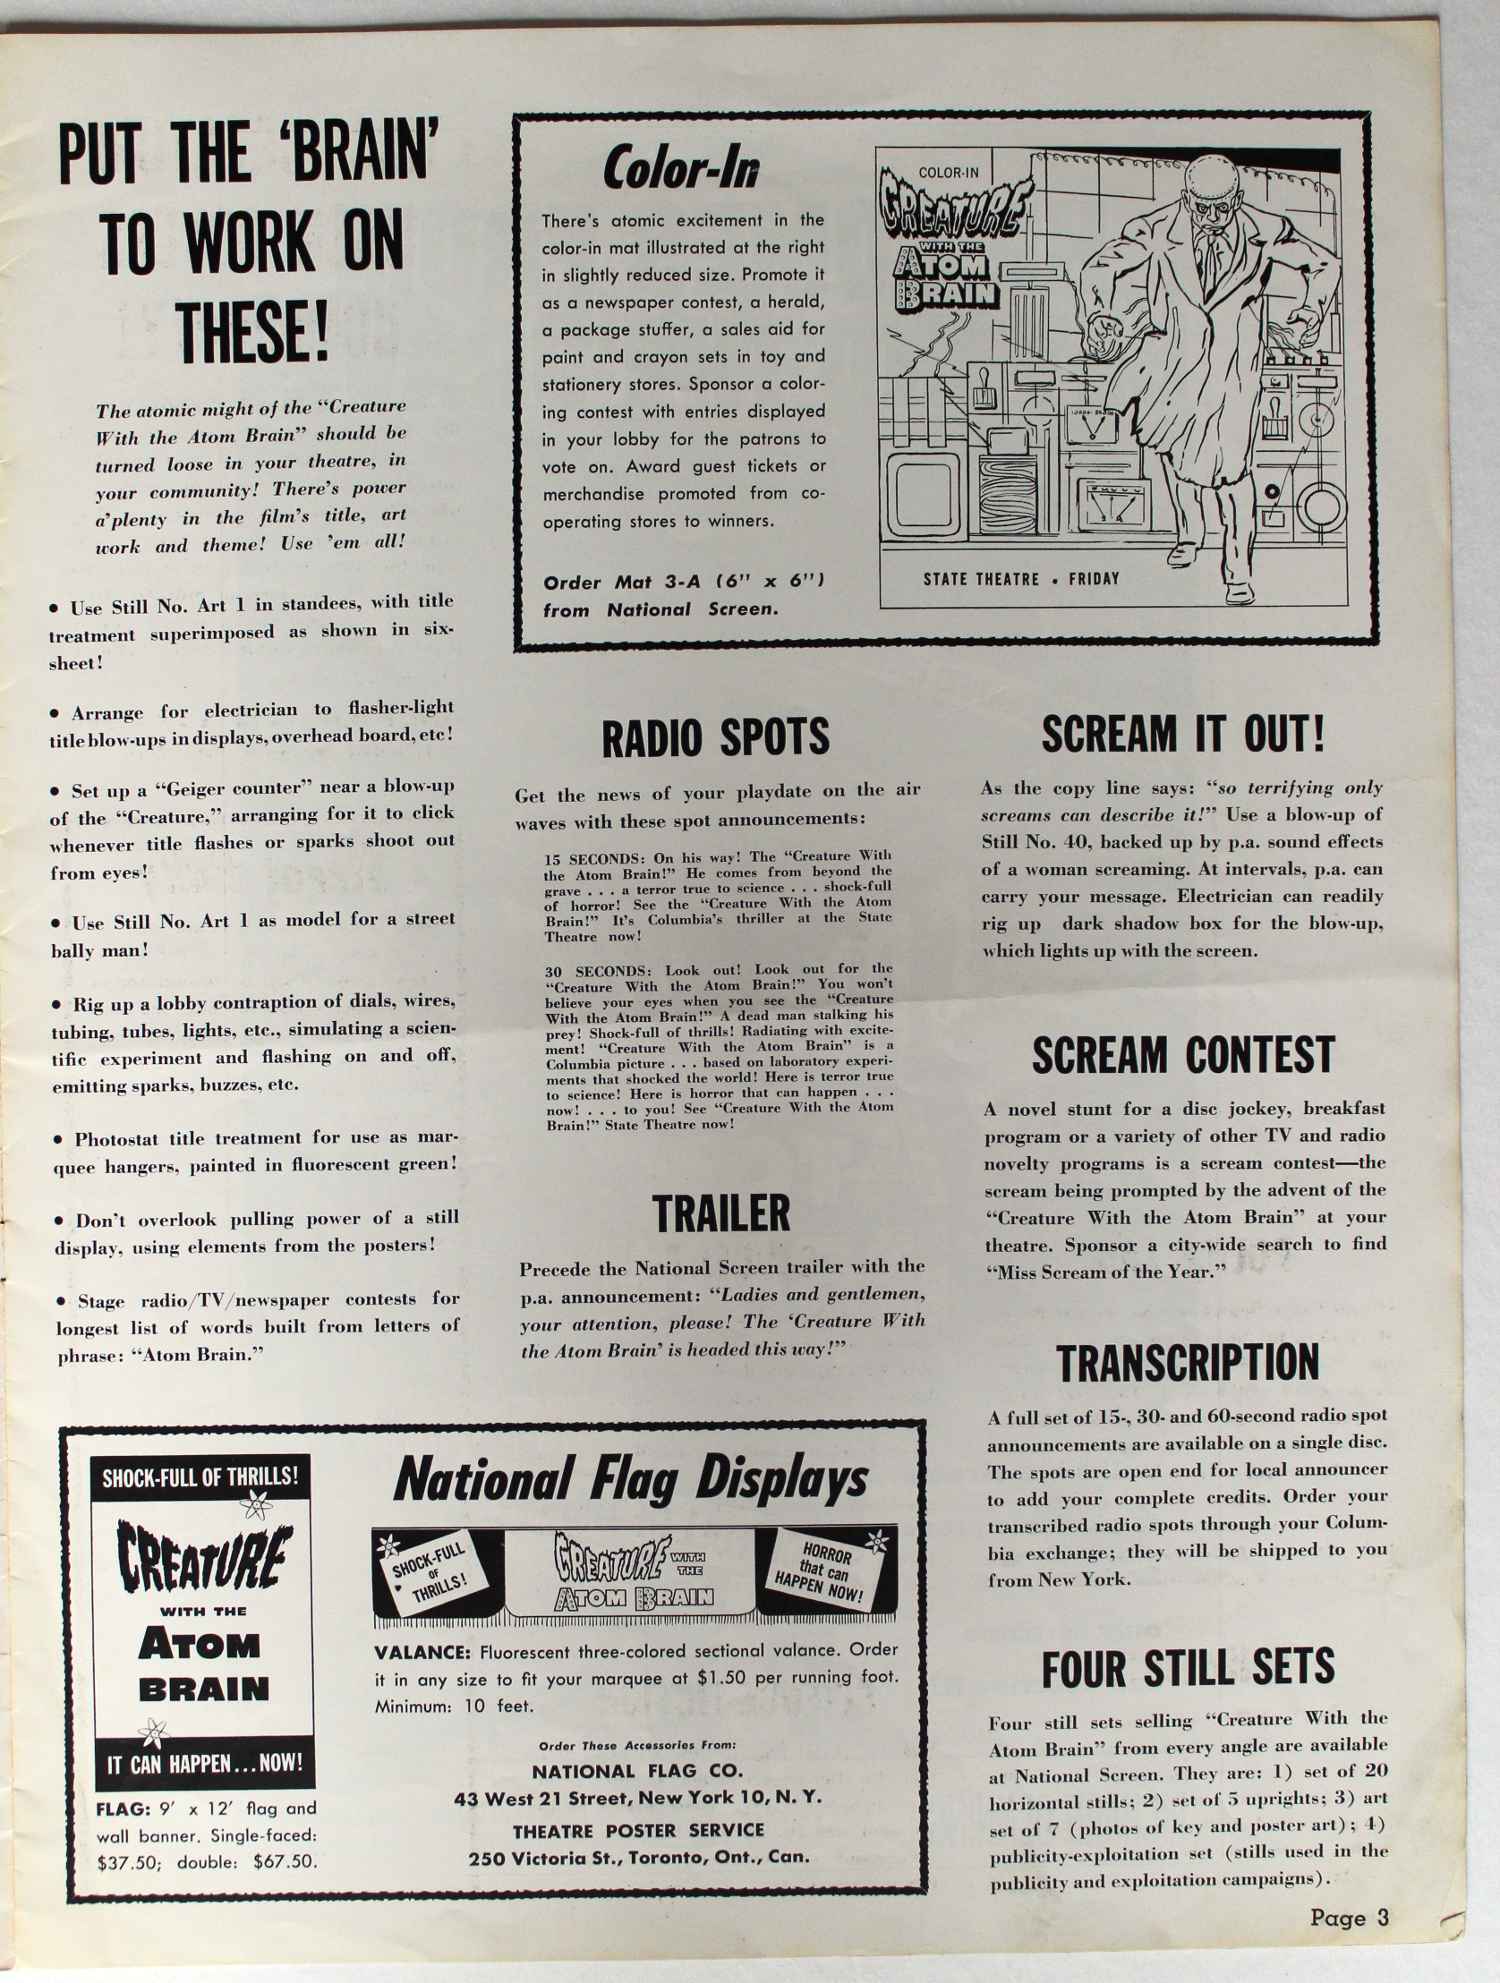 PUT THE ‘BRAIN’
TO WORK ON
THESE!
The atomic might of the “Creature
With the Atom Brain” should be
turned loose in your theatre, in
your community! There’s power
a’plenty in the film’s title, art
work and theme! Use ’em all!
• Use Still No. Art 1 in standees, with title
treatment superimposed as shown in six-
sheet!
• Arrange for electrician to flasher-light
title blow-ups in displays, overhead board, etc!
• Set up a “Geiger counter” near a blow-up
of the “Creature,” arranging for it to click
whenever title flashes or sparks shoot out
from eyes!
• Use Still No. Art 1 as model for a street
bally man!
• Rig up a lobby contraption of dials, wires,
tubing, tubes, lights, etc., simulating a scien-
tific experiment and flashing on and off,
emitting sparks, buzzes, etc.
• Photostat title treatment for use as mar-
quee hangers, painted in fluorescent green!
• Don’t overlook pulling power of a still
display, using elements from the posters!
• Stage radio/TV/newspaper contests for
longest list of words built from letters of
phrase: “Atom Brain.”
Color-In
There’s atomic excitement in the
color-in mat illustrated at the right
in slightly reduced size. Promote it
as a newspaper contest, a herald,
a package stuffer, a sales aid for
paint and crayon sets in toy and
stationery stores. Sponsor a color-
ing contest with entries displayed
in your lobby for the patrons to
vote on. Award guest tickets or
merchandise promoted from co-
operating stores to winners.
Order Mat 3-A (6” x 6”)
from National Screen.
COLOR-IN
CREATURE
WITH THE
ATOM
BRAIN
STATE THEATRE • FRIDAY
RADIO SPOTS
Get the news of your playdate on the air
waves with these spot announcements:
15 SECONDS: On his way! The “Creature With
the Atom Brain!” He comes from beyond the
grave . . . a terror true to science . . . shock-full
of horror! See the “Creature With the Atom
Brain!” It’s Columbia’s thriller at the State
Theatre now!
30 SECONDS: Look out! Look out for the
“Creature With the Atom Brain!” You won’t
believe your eyes when you see the “Creature
With the Atom Brain!” A dead man stalking his
prey! Shock-full of thrills! Radiating with excite-
ment! “Creature With the Atom Brain” is a
Columbia picture . . . based on laboratory experi-
ments that shocked the world! Here is terror true
to science! Here is horror that can happen . . .
now! . . . to you! See “Creature With the Atom
Brain!” State Theatre now!
TRAILER
Precede the National Screen trailer with the
p.a. announcement: “Ladies and gentlemen,
your attention, please! The ‘Creature With
the Atom Brain’ is headed this way!”
SCREAM IT OUT!
As the copy line says: “so terrifying only
screams can describe it!” Use a blow-up of
Still No. 40, backed up by p.a. sound effects
of a woman screaming. At intervals, p.a. can
carry your message. Electrician can readily
rig up dark shadow box for the blow-up,
which lights up with the screen.
SCREAM CONTEST
A novel stunt for a disc jockey, breakfast
program or a variety of other TV and radio
novelty programs is a scream contest—the
scream being prompted by the advent of the
“Creature With the Atom Brain” at your
theatre. Sponsor a city-wide search to find
“Miss Scream of the Year.”
TRANSCRIPTION
A full set of 15-, 30- and 60-second radio spot
announcements are available on a single disc.
The spots are open end for local announcer
to add your complete credits. Order your
transcribed radio spots through your Colum-
bia exchange; they will be shipped to you
from New York.
FOUR STILL SETS
Four still sets selling “Creature With the
Atom Brain” from every angle are available
at National Screen. They are: 1) set of 20
horizontal stills; 2) set of 5 uprights; 3) art
set of 7 (photos of key and poster art); 4)
publicity-exploitation set (stills used in the
publicity and exploitation campaigns).
SHOCK-FULL OF THRILLS!
CREATURE
WITH THE
ATOM
BRAIN
IT CAN HAPPEN...NOW!
FLAG: 9’ x 12’ flag and
wall banner. Single-faced:
$37.50; double: $67.50.
National Flag Displays
SHOCK-FULL
OF
THRILLS!
CREATURE WITH
THE
ATOM BRAIN
HORROR
that can
HAPPEN NOW!
VALANCE: Fluorescent three-colored sectional valance. Order
it in any size to fit your marquee at $1.50 per running foot.
Minimum: 10 feet.
Order These Accessories From:
NATIONAL FLAG CO.
43 West 21 Street, New York 10, N. Y.
THEATRE POSTER SERVICE
250 Victoria St., Toronto, Ont., Can.
Page 3